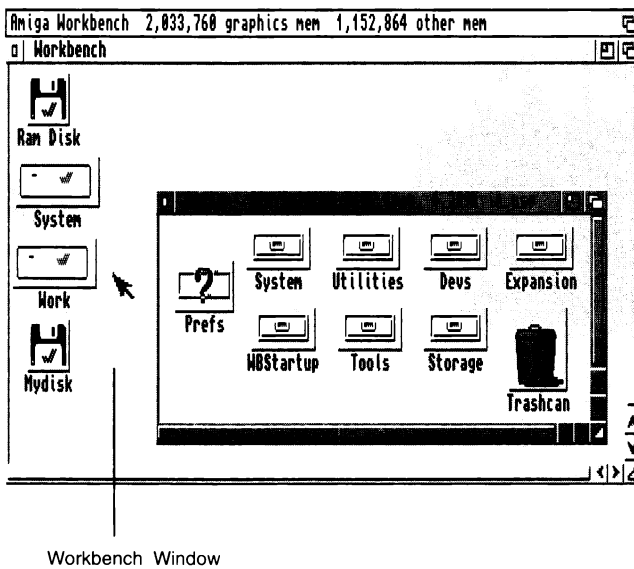 Amiga Workbench 2,033,760 graphics mem 1,152,864 other mem
Workbench
Ram Disk
System
Work
Mydisk
Prefs
System Utilities Devs Expansion
WBStartup Tools Storage
Trashcan
Workbench Window